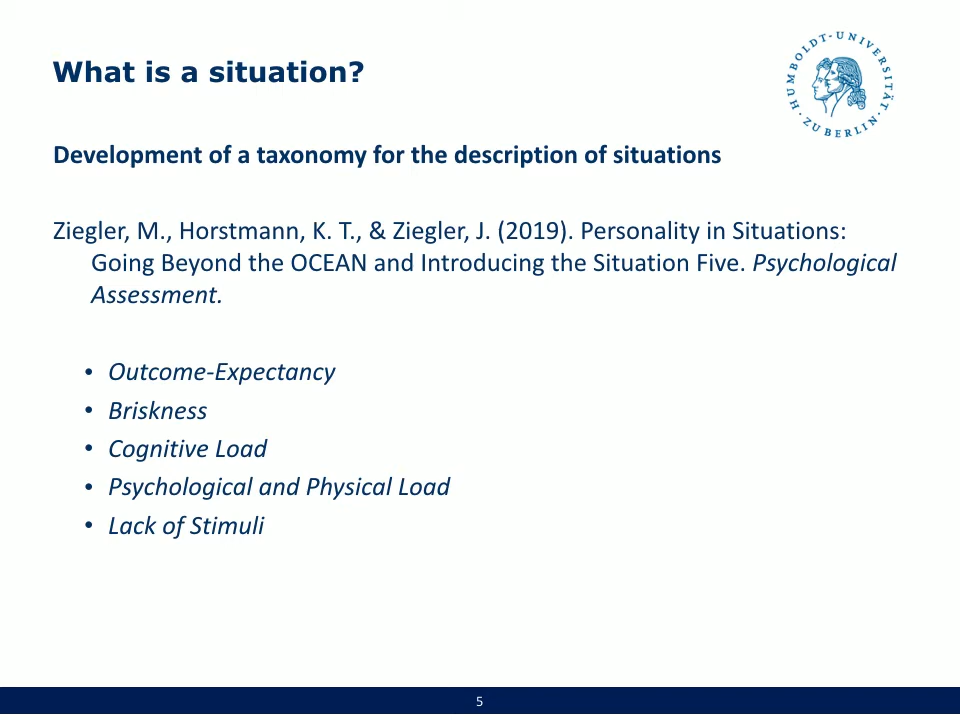 What is a situation?
HUMBOLDT-UNIVERSITÄT · ZU BERLIN ·
Development of a taxonomy for the description of situations
Ziegler, M., Horstmann, K. T., & Ziegler, J. (2019). Personality in Situations:
Going Beyond the OCEAN and Introducing the Situation Five. Psychological
Assessment.
• Outcome-Expectancy
• Briskness
• Cognitive Load
• Psychological and Physical Load
• Lack of Stimuli
5